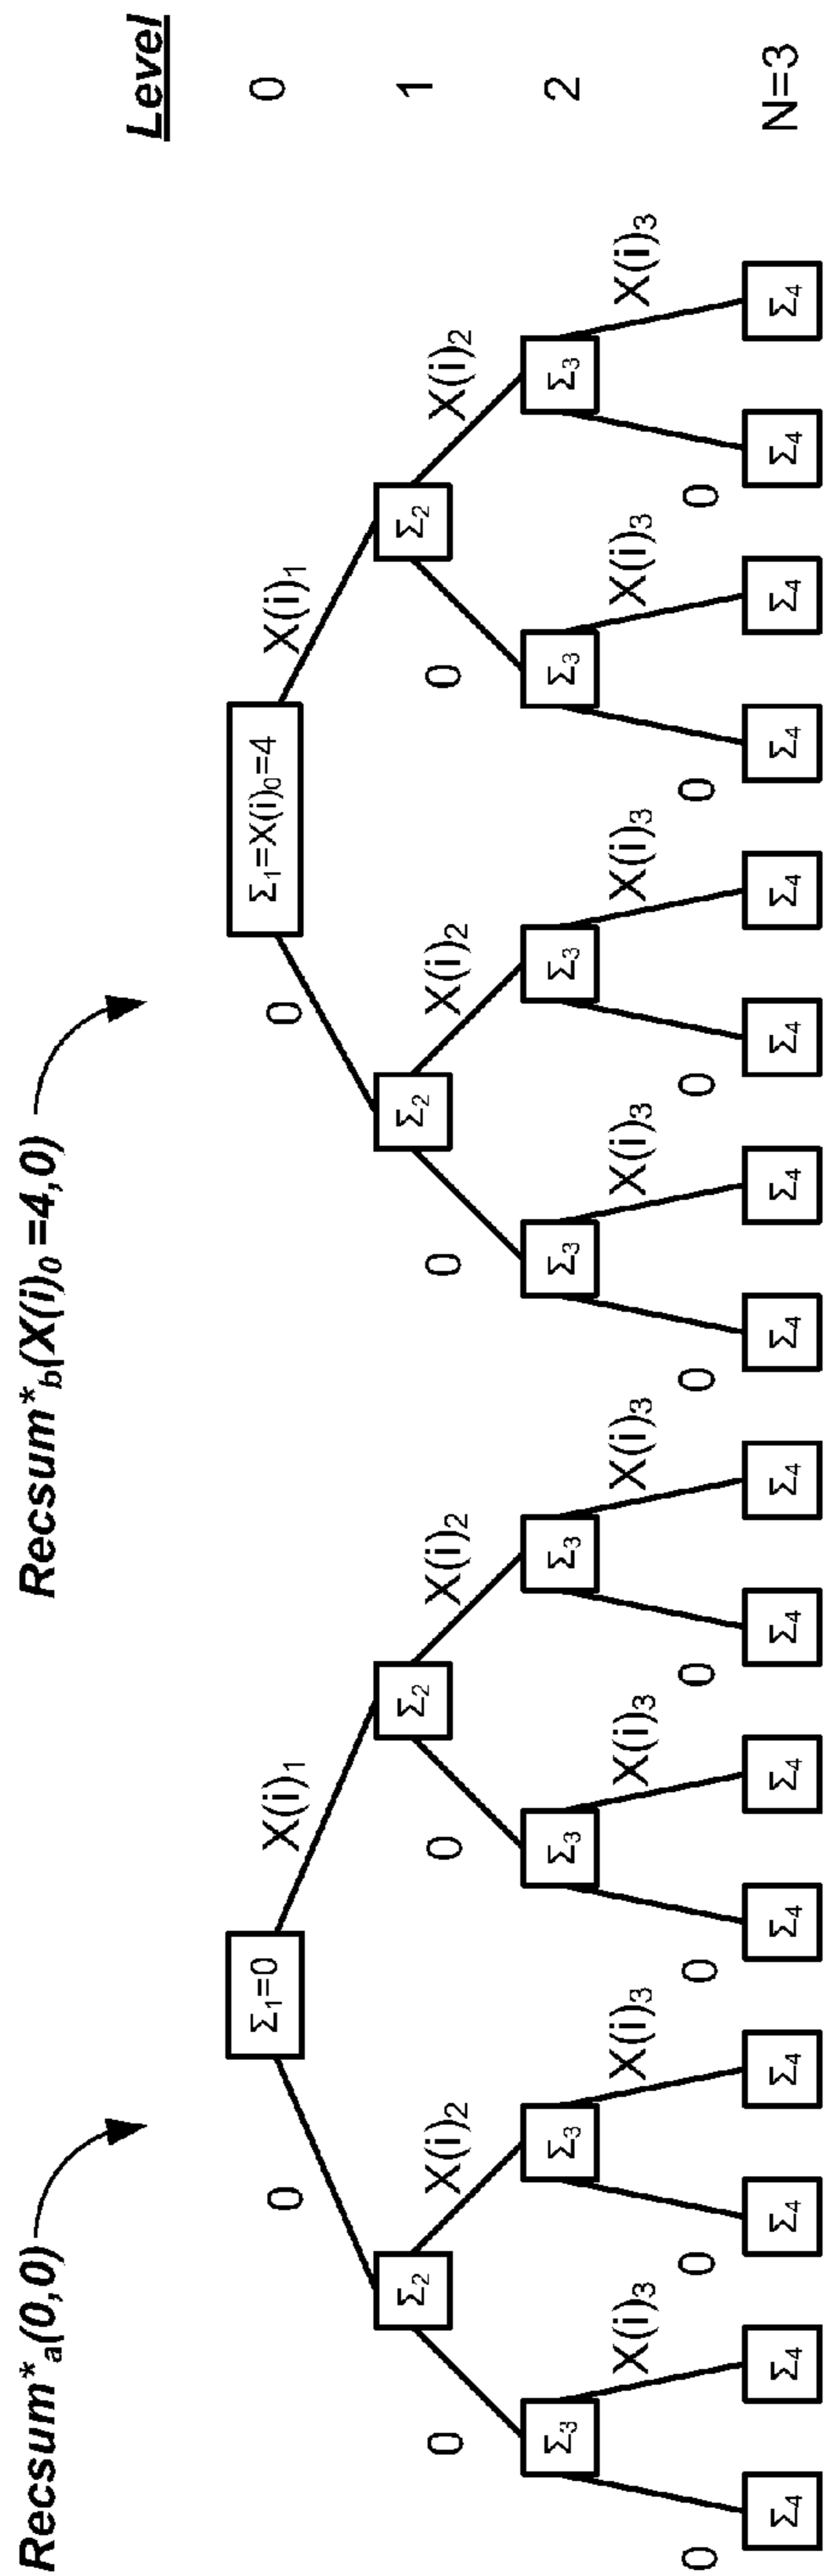 Recsum*a(0,0) Recsum*b(X(i)0 =4,0)
Level
Σ1=0 Σ1=X(i)0=4 0
0 X(i)1 0 X(i)1
Σ2 Σ2 Σ2 Σ2 1
0 X(i)2 0 X(i)2 0 X(i)2 0 X(i)2
Σ3 Σ3 Σ3 Σ3 Σ3 Σ3 Σ3 Σ3 2
0 X(i)3 0 X(i)3 0 X(i)3 0 X(i)3 0 X(i)3 0 X(i)3 0 X(i)3 0 X(i)3
Σ4 Σ4 Σ4 Σ4 Σ4 Σ4 Σ4 Σ4 Σ4 Σ4 Σ4 Σ4 Σ4 Σ4 Σ4 Σ4 N=3